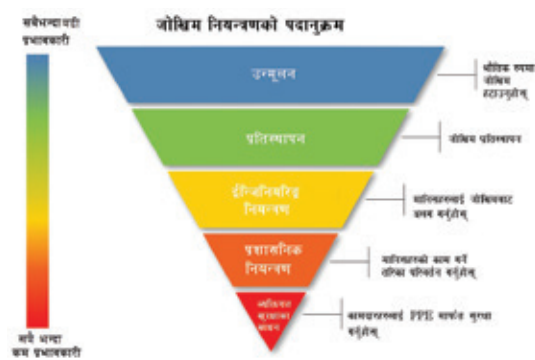 सबैभन्दा बढी
प्रभावकारी
जोखिम नियन्त्रणको पदानुक्रम
उन्मूलन
भौतिक रुपमा
जोखिम
हटाउनुहोस्
प्रतिस्थापन
जोखिम प्रतिस्थापन
ईन्जिनियरिङ्ग
नियन्त्रण
मानिसहरुलाई जोखिमबाट
अलग गर्नुहोस्
प्रशासनिक
नियन्त्रण
मानिसहरुको काम गर्ने
तरिका परिवर्तन गर्नुहोस्
व्यक्तिगत
सुरक्षाका
साधन
कामदारहरुलाई PPE मार्फत सुरक्षा
गर्नुहोस्
सबै भन्दा
कम प्रभावकारी